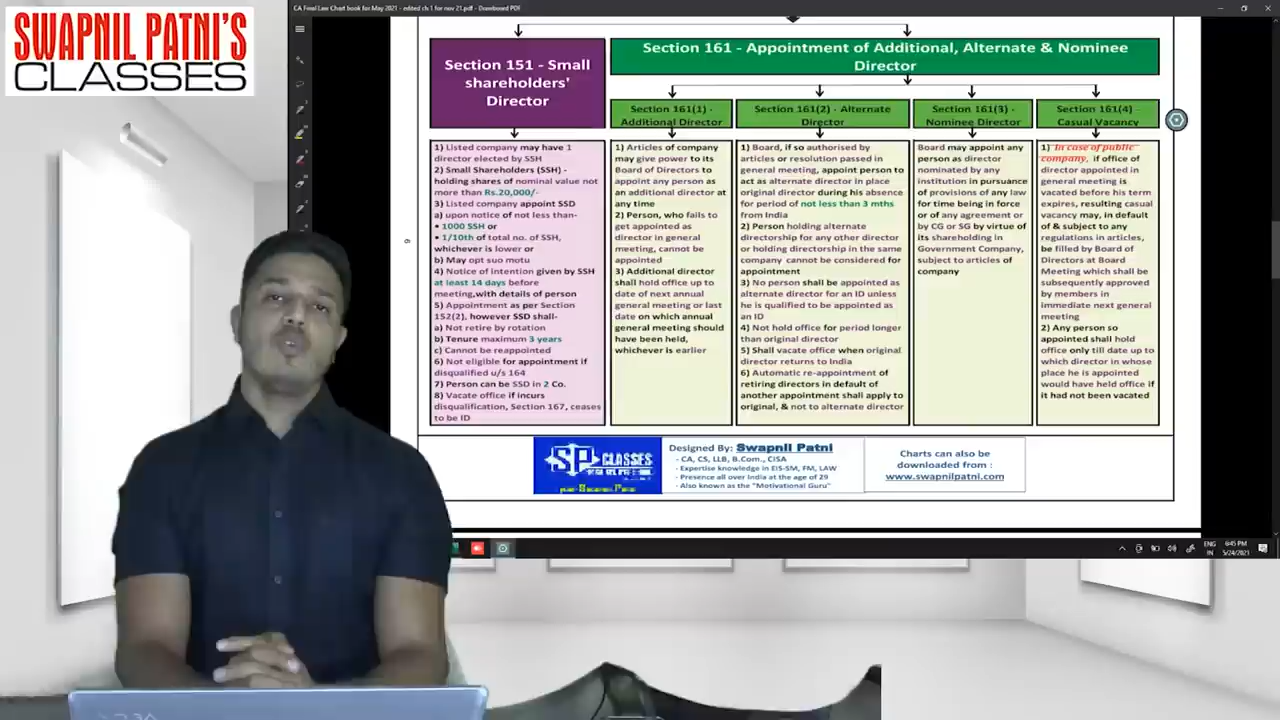 SWAPNIL PATNI'S
CLASSES
CA Final Law Chart book for May 2021 - edited ch 1 for nov 21.pdf - Drawboard PDF
Section 151 - Small
shareholders'
Director
Section 161 - Appointment of Additional, Alternate & Nominee
Director
Section 161(1) -
Additional Director
Section 161(2) - Alternate
Director
Section 161(3) -
Nominee Director
Section 161(4) -
Casual Vacancy
1) Listed company may have 1
director elected by SSH
2) Small Shareholders (SSH) -
holding shares of nominal value not
more than Rs.20,000/-
3) Listed company appoint SSD
a) upon notice of not less than-
• 1000 SSH or
• 1/10th of total no. of SSH,
whichever is lower or
b) May opt suo motu
4) Notice of intention given by SSH
at least 14 days before
meeting,with details of person
5) Appointment as per Section
152(2), however SSD shall-
a) Not retire by rotation
b) Tenure maximum 3 years
c) Cannot be reappointed
6) Not eligible for appointment if
disqualified u/s 164
7) Person can be SSD in 2 Co.
8) Vacate office if incurs
disqualification, Section 167, ceases
to be ID
1) Articles of company
may give power to its
Board of Directors to
appoint any person as
an additional director at
any time
2) Person, who fails to
get appointed as
director in general
meeting, cannot be
appointed
3) Additional director
shall hold office up to
date of next annual
general meeting or last
date on which annual
general meeting should
have been held,
whichever is earlier
1) Board, if so authorised by
articles or resolution passed in
general meeting, appoint person to
act as alternate director in place
original director during his absence
for period of not less than 3 mths
from India
2) Person holding alternate
directorship for any other director
or holding directorship in the same
company cannot be considered for
appointment
3) No person shall be appointed as
alternate director for an ID unless
he is qualified to be appointed as
an ID
4) Not hold office for period longer
than original director
5) Shall vacate office when original
director returns to India
6) Automatic re-appointment of
retiring directors in default of
another appointment shall apply to
original, & not to alternate director
Board may appoint any
person as director
nominated by any
institution in pursuance
of provisions of any law
for time being in force
or of any agreement or
by CG or SG by virtue of
its shareholding in
Government Company,
subject to articles of
company
1) In case of public
company, if office of
director appointed in
general meeting is
vacated before his term
expires, resulting casual
vacancy may, in default
of & subject to any
regulations in articles,
be filled by Board of
Directors at Board
Meeting which shall be
subsequently approved
by members in
immediate next general
meeting
2) Any person so
appointed shall hold
office only till date up to
which director in whose
place he is appointed
would have held office if
it had not been vacated
SP CLASSES
Designed By: Swapnil Patni
- CA, CS, LLB, B.Com., CISA
- Expertise knowledge in EIS-SM, FM, LAW
- Presence all over India at the age of 29
- Also known as the "Motivational Guru"
Charts can also be
downloaded from :
www.swapnilpatni.com
ENG
IN
6:45 PM
5/24/2021